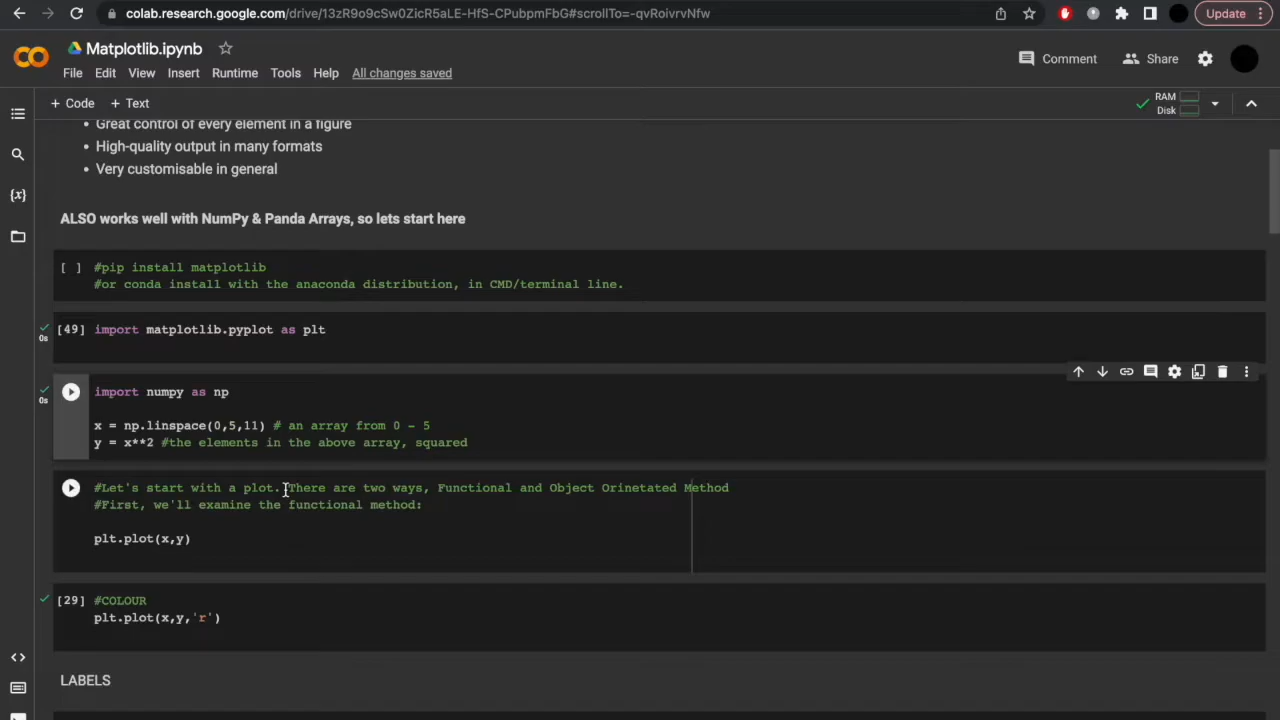 colab.research.google.com/drive/13zR9o9cSw0ZicR5aLE-HfS-CPubpmFbG#scrollTo=-qvRoivrvNfw
Update
Matplotlib.ipynb
File Edit View Insert Runtime Tools Help All changes saved
Comment Share
+ Code + Text
RAM
Disk
• Great control of every element in a figure
• High-quality output in many formats
• Very customisable in general
ALSO works well with NumPy & Panda Arrays, so lets start here
[ ] #pip install matplotlib
#or conda install with the anaconda distribution, in CMD/terminal line.
0s
[49] import matplotlib.pyplot as plt
0s
import numpy as np
x = np.linspace(0,5,11) # an array from 0 - 5
y = x**2 #the elements in the above array, squared
#Let's start with a plot. There are two ways, Functional and Object Orinetated Method
#First, we'll examine the functional method:
plt.plot(x,y)
[29] #COLOUR
plt.plot(x,y,'r')
LABELS